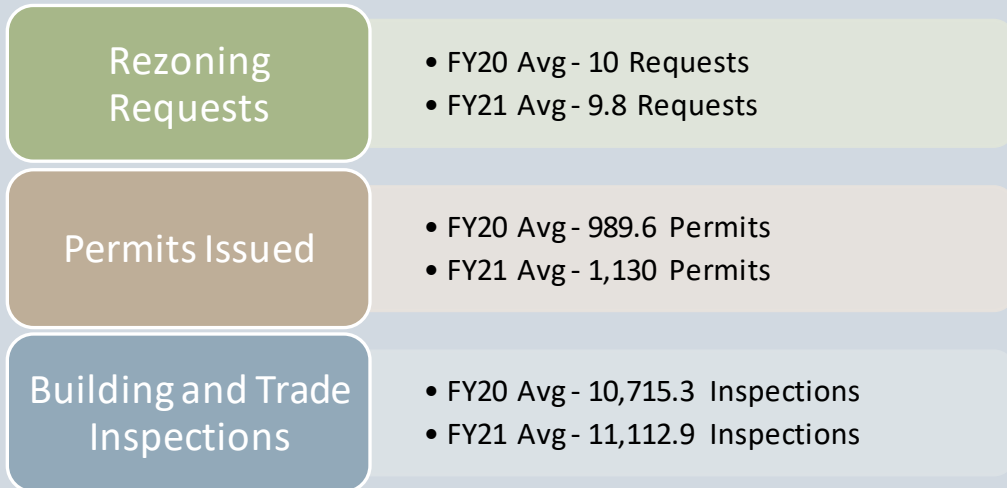 Rezoning
Requests
• FY20 Avg - 10 Requests
• FY21 Avg - 9.8 Requests
Permits Issued
• FY20 Avg - 989.6 Permits
• FY21 Avg - 1,130 Permits
Building and Trade
Inspections
• FY20 Avg - 10,715.3 Inspections
• FY21 Avg - 11,112.9 Inspections